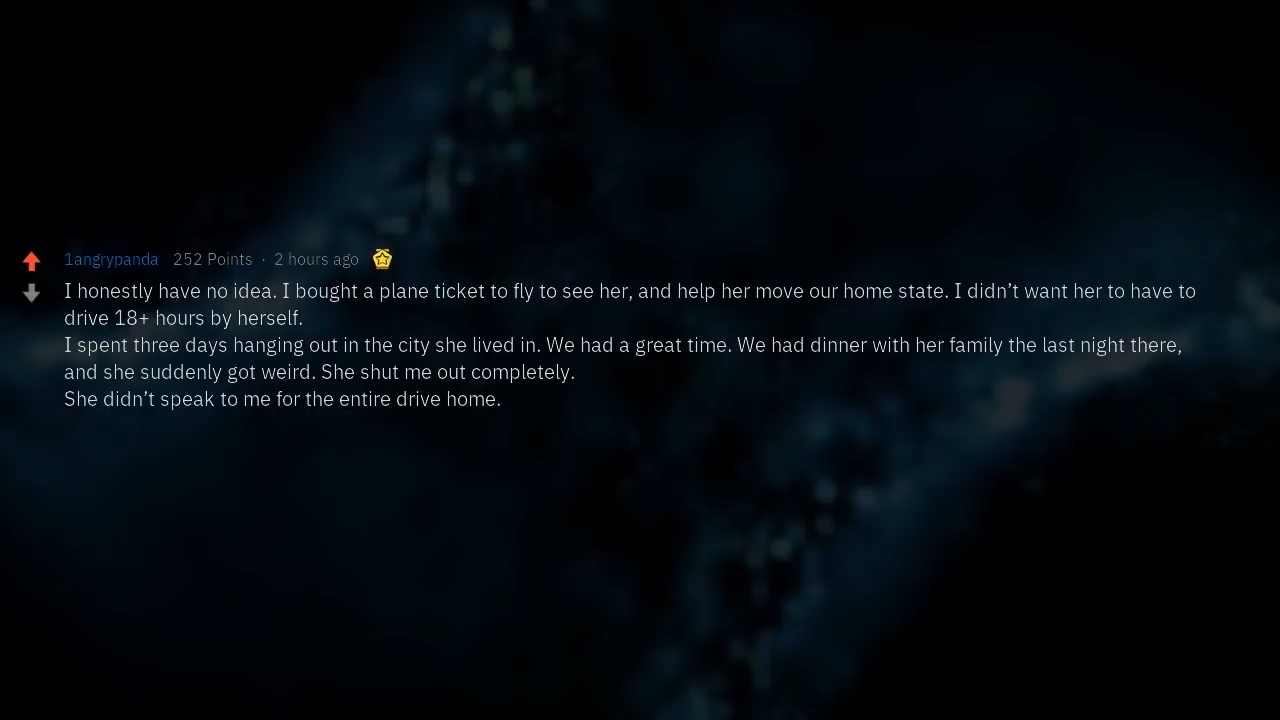 1angrypanda 252 Points · 2 hours ago
I honestly have no idea. I bought a plane ticket to fly to see her, and help her move our home state. I didn’t want her to have to
drive 18+ hours by herself.
I spent three days hanging out in the city she lived in. We had a great time. We had dinner with her family the last night there,
and she suddenly got weird. She shut me out completely.
She didn’t speak to me for the entire drive home.